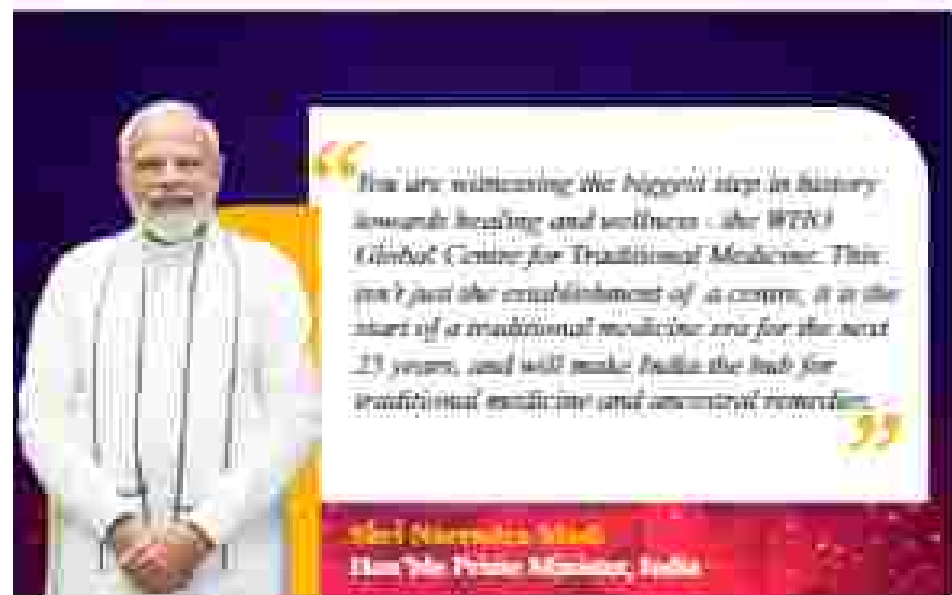 “You are witnessing the biggest step in history
towards healing and wellness - the WHO
Global Centre for Traditional Medicine. This
isn't just the establishment of a centre, it is the
start of a traditional medicine era for the next
25 years, and will make India the hub for
traditional medicine and ancestral remedies.”
Shri Narendra Modi
Hon'ble Prime Minister, India